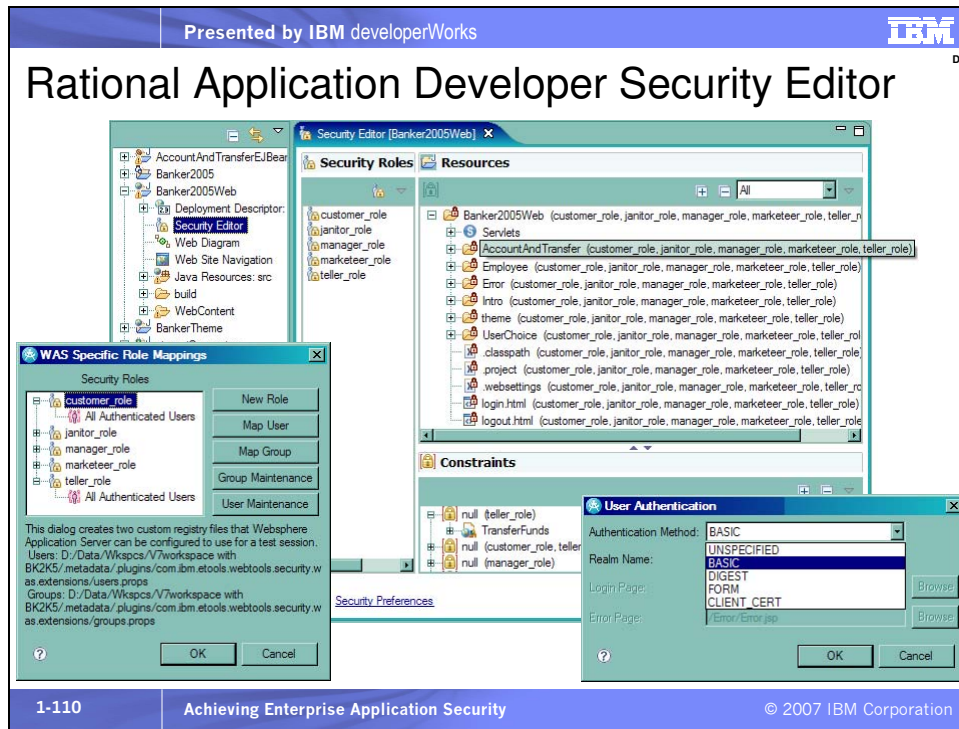 Presented by IBM developerWorks
IBM
D
Rational Application Developer Security Editor
AccountAndTransferEJBear
Banker2005
Banker2005Web
Deployment Descriptor:
Security Editor
Web Diagram
Web Site Navigation
Java Resources: src
build
WebContent
BankerTheme
Security Editor [Banker2005Web]
Security Roles
customer_role
janitor_role
manager_role
marketeer_role
teller_role
Resources
All
Banker2005Web (customer_role, janitor_role, manager_role, marketeer_role, teller_r
Servlets
AccountAndTransfer (customer_role, janitor_role, manager_role, marketeer_role, teller_role)
Employee (customer_role, janitor_role, manager_role, marketeer_role, teller_role)
Error (customer_role, janitor_role, manager_role, marketeer_role, teller_role)
Intro (customer_role, janitor_role, manager_role, marketeer_role, teller_role)
theme (customer_role, janitor_role, manager_role, marketeer_role, teller_role)
UserChoice (customer_role, janitor_role, manager_role, marketeer_role, teller_rol
.classpath (customer_role, janitor_role, manager_role, marketeer_role, teller_role)
.project (customer_role, janitor_role, manager_role, marketeer_role, teller_role)
.websettings (customer_role, janitor_role, manager_role, marketeer_role, teller_ro
login.html (customer_role, janitor_role, manager_role, marketeer_role, teller_role)
logout.html (customer_role, janitor_role, manager_role, marketeer_role, teller_role
Constraints
null (teller_role)
TransferFunds
null (customer_role, teller
null (manager_role)
Security Preferences
WAS Specific Role Mappings
Security Roles
customer_role
All Authenticated Users
janitor_role
manager_role
marketeer_role
teller_role
All Authenticated Users
New Role
Map User
Map Group
Group Maintenance
User Maintenance
This dialog creates two custom registry files that Websphere
Application Server can be configured to use for a test session.
Users: D:/Data/Wkspcs/V7workspace with
BK2K5/.metadata/.plugins/com.ibm.etools.webtools.security.w
as.extensions/users.props
Groups: D:/Data/Wkspcs/V7workspace with
BK2K5/.metadata/.plugins/com.ibm.etools.webtools.security.w
as.extensions/groups.props
?
OK
Cancel
User Authentication
Authentication Method:
BASIC
UNSPECIFIED
BASIC
DIGEST
FORM
CLIENT_CERT
Realm Name:
Login Page:
Browse
Error Page:
/Error/Error.jsp
Browse
?
OK
Cancel
1-110
Achieving Enterprise Application Security
© 2007 IBM Corporation